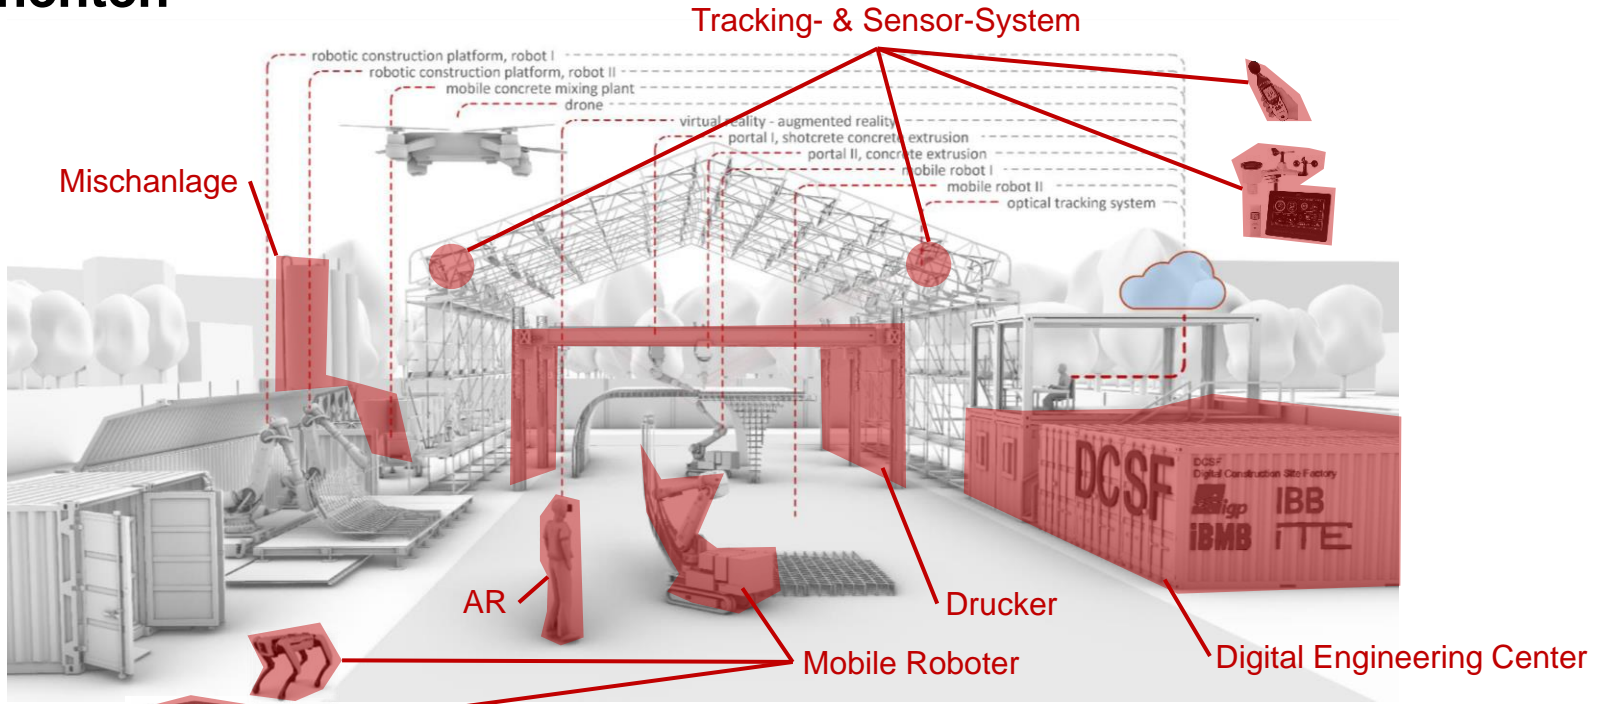 Tracking- & Sensor-System
robotic construction platform, robot I
robotic construction platform, robot II
mobile concrete mixing plant
drone
virtual reality - augmented reality
portal I, shotcrete concrete extrusion
portal II, concrete extrusion
mobile robot I
mobile robot II
optical tracking system
Mischanlage
DCSF
DCSF
Digital Construction Site Factory
igp
IBB
iBMB
iTE
AR
Drucker
Mobile Roboter
Digital Engineering Center